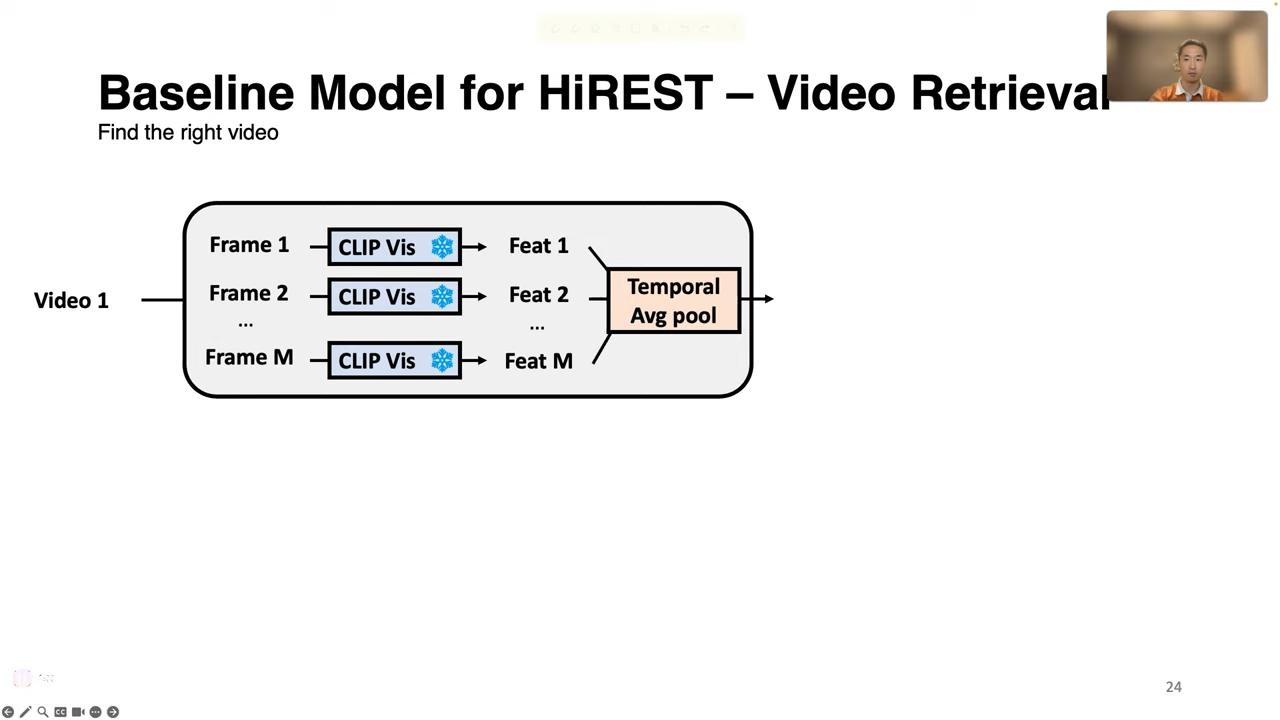 Baseline Model for HiREST – Video Retrieval
Find the right video
Frame 1
CLIP Vis
Feat 1
Frame 2
CLIP Vis
Feat 2
Temporal
Avg pool
Video 1
...
...
Frame M
CLIP Vis
Feat M
24
CC